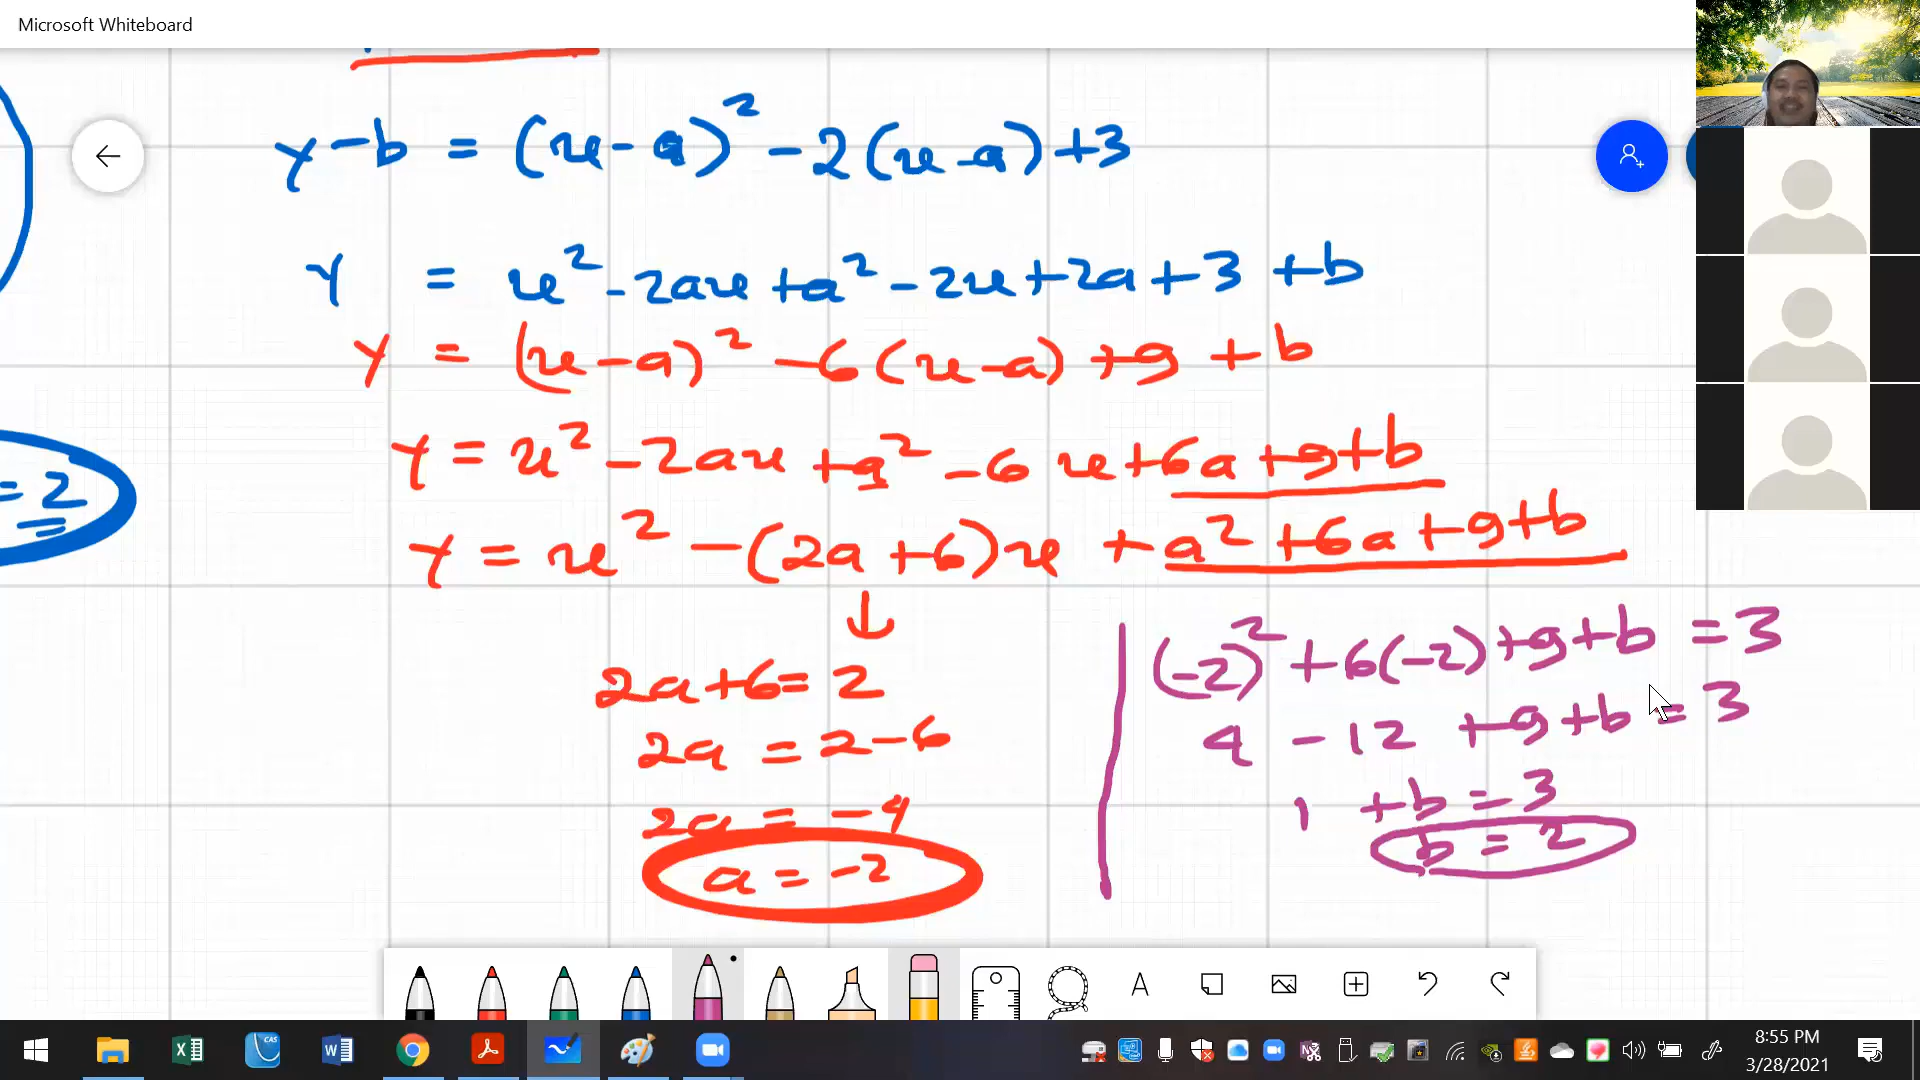 Microsoft Whiteboard
y - b = (x - a)² - 2(x - a) + 3
y = x² - 2ax + a² - 2x + 2a + 3 + b
y = (x - a)² - 6(x - a) + 9 + b
= 2
y = x² - 2ax + a² - 6x + 6a + 9 + b
y = x² - (2a + 6)x + a² + 6a + 9 + b
↓
2a + 6 = 2
2a = 2 - 6
2a = -4
a = -2
(-2)² + 6(-2) + 9 + b = 3
4 - 12 + 9 + b = 3
1 + b = 3
b = 2
A
CAS
8:55 PM
3/28/2021